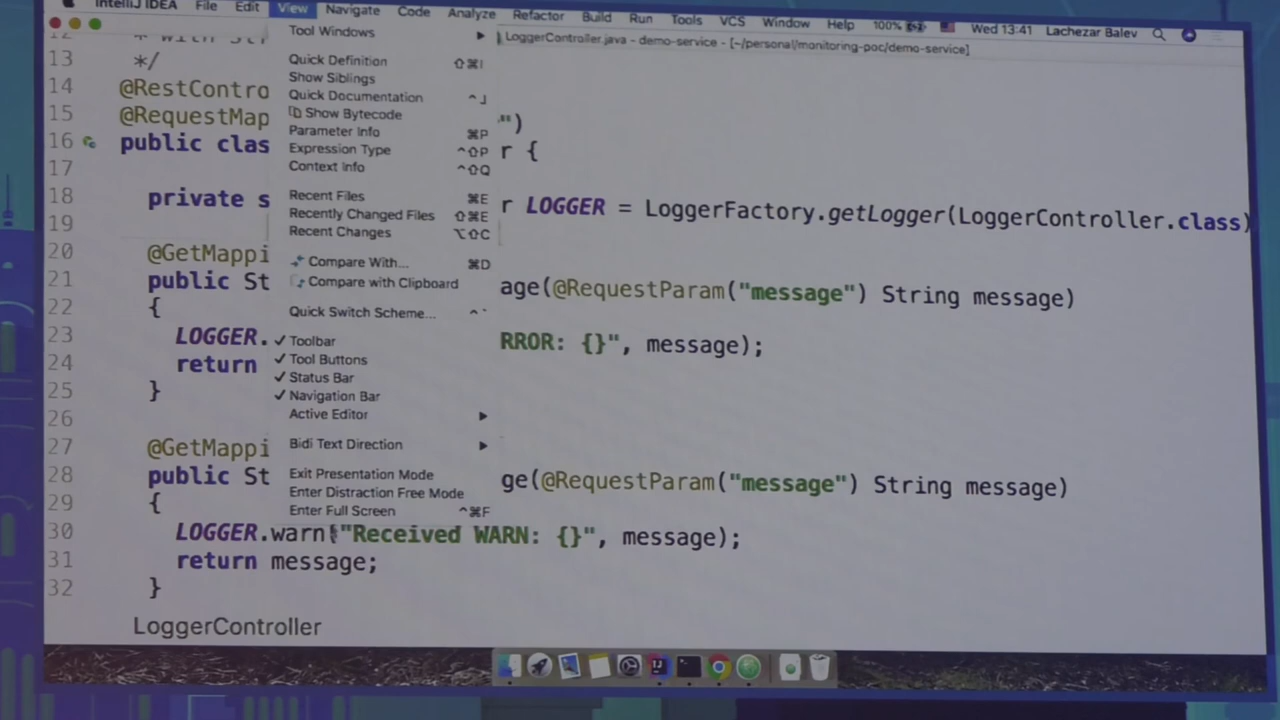 IntelliJ IDEA File Edit View Navigate Code Analyze Refactor Build Run Tools VCS Window Help 100% Wed 13:41 Lachezar Balev
LoggerController.java - demo-service - [~/personal/monitoring-poc/demo-service]
Tool Windows
Quick Definition ⇧⌘I
Show Siblings
Quick Documentation ^J
Show Bytecode
Parameter Info ⌘P
Expression Type ^⇧P
Context Info ^⇧Q
Recent Files ⌘E
Recently Changed Files ⇧⌘E
Recent Changes ⌥⇧C
Compare With... ⌘D
Compare with Clipboard
Quick Switch Scheme... ^`
✓ Toolbar
✓ Tool Buttons
✓ Status Bar
✓ Navigation Bar
Active Editor
Bidi Text Direction
Exit Presentation Mode
Enter Distraction Free Mode
Enter Full Screen ^⌘F
12
13 */
14 @RestContro
15 @RequestMap ")
16 public clas r {
17
18 private s r LOGGER = LoggerFactory.getLogger(LoggerController.class)
19
20 @GetMappi
21 public St age(@RequestParam("message") String message)
22 {
23 LOGGER. RROR: {}", message);
24 return
25 }
26
27 @GetMappi
28 public St ge(@RequestParam("message") String message)
29 {
30 LOGGER.warn("Received WARN: {}", message);
31 return message;
32 }
LoggerController